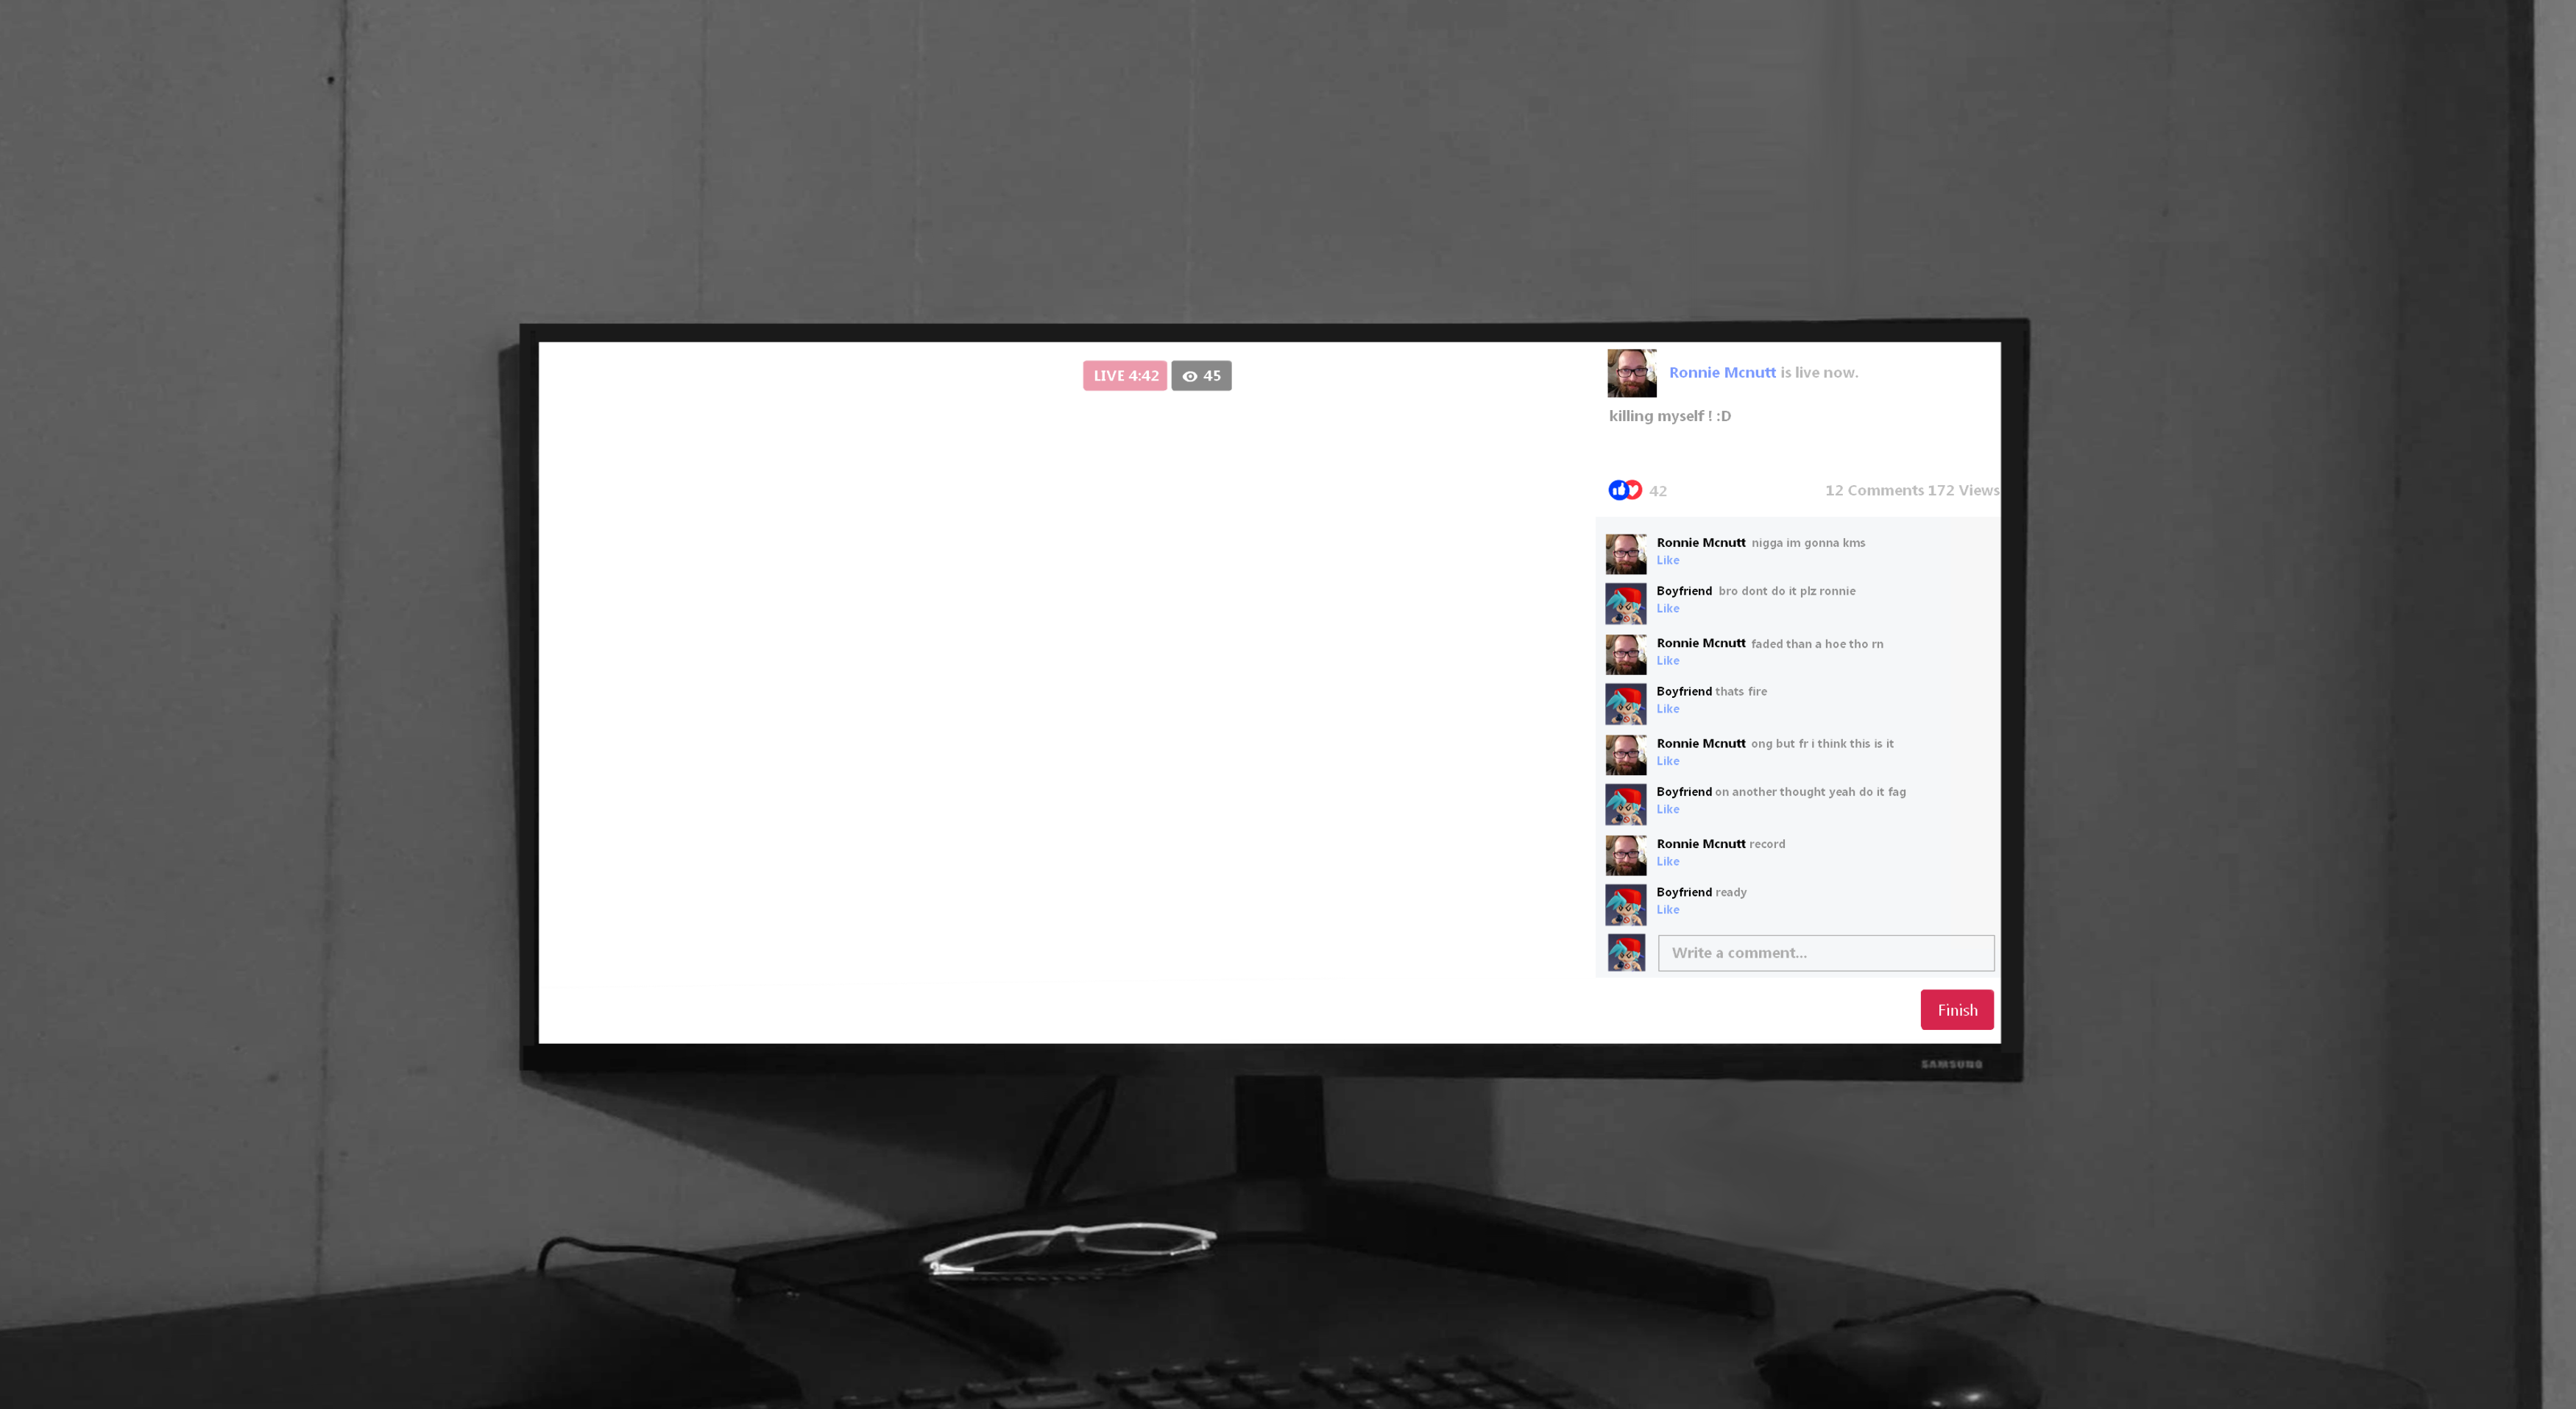 LIVE 4:42
45
Ronnie Mcnutt is live now.
killing myself ! :D
42
12 Comments 172 Views
Ronnie Mcnutt nigga im gonna kms
Like
Boyfriend bro dont do it plz ronnie
Like
Ronnie Mcnutt faded than a hoe tho rn
Like
Boyfriend thats fire
Like
Ronnie Mcnutt ong but fr i think this is it
Like
Boyfriend on another thought yeah do it fag
Like
Ronnie Mcnutt record
Like
Boyfriend ready
Like
Write a comment...
Finish
SAMSUNG